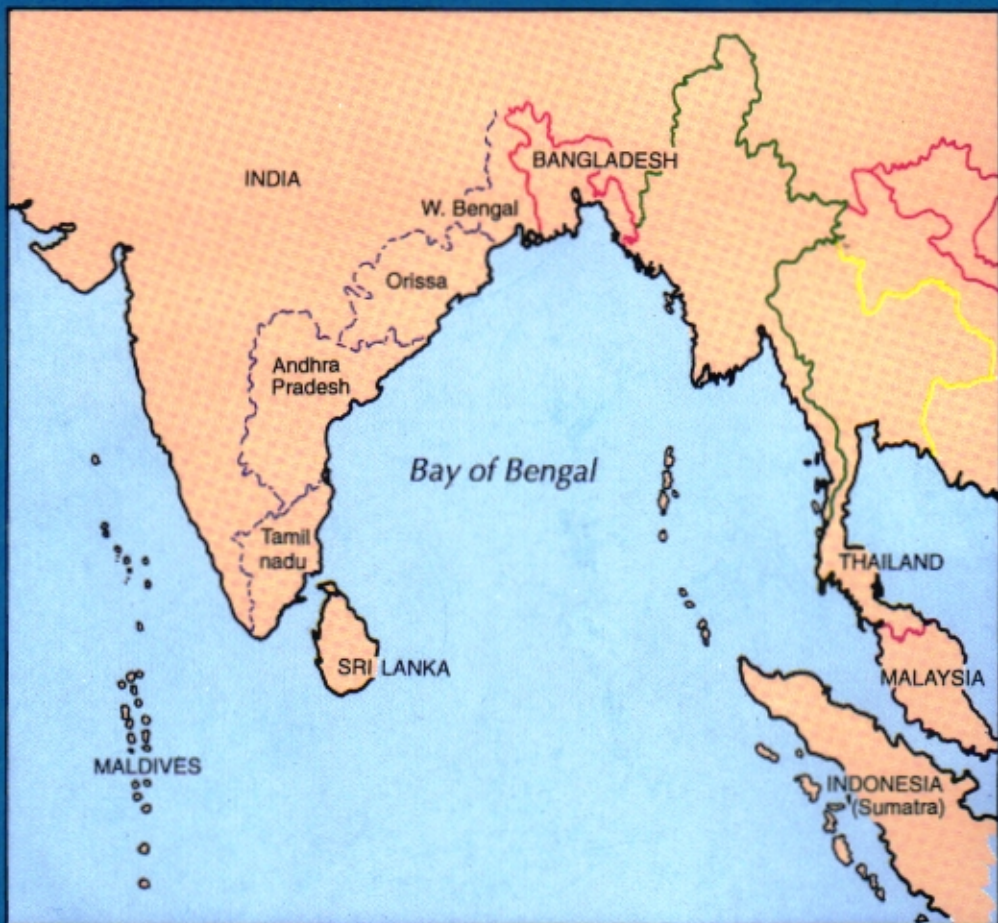 INDIA
BANGLADESH
W. Bengal
Orissa
Andhra
Pradesh
Bay of Bengal
Tamil
nadu
THAILAND
SRI LANKA
MALAYSIA
MALDIVES
INDONESIA
(Sumatra)